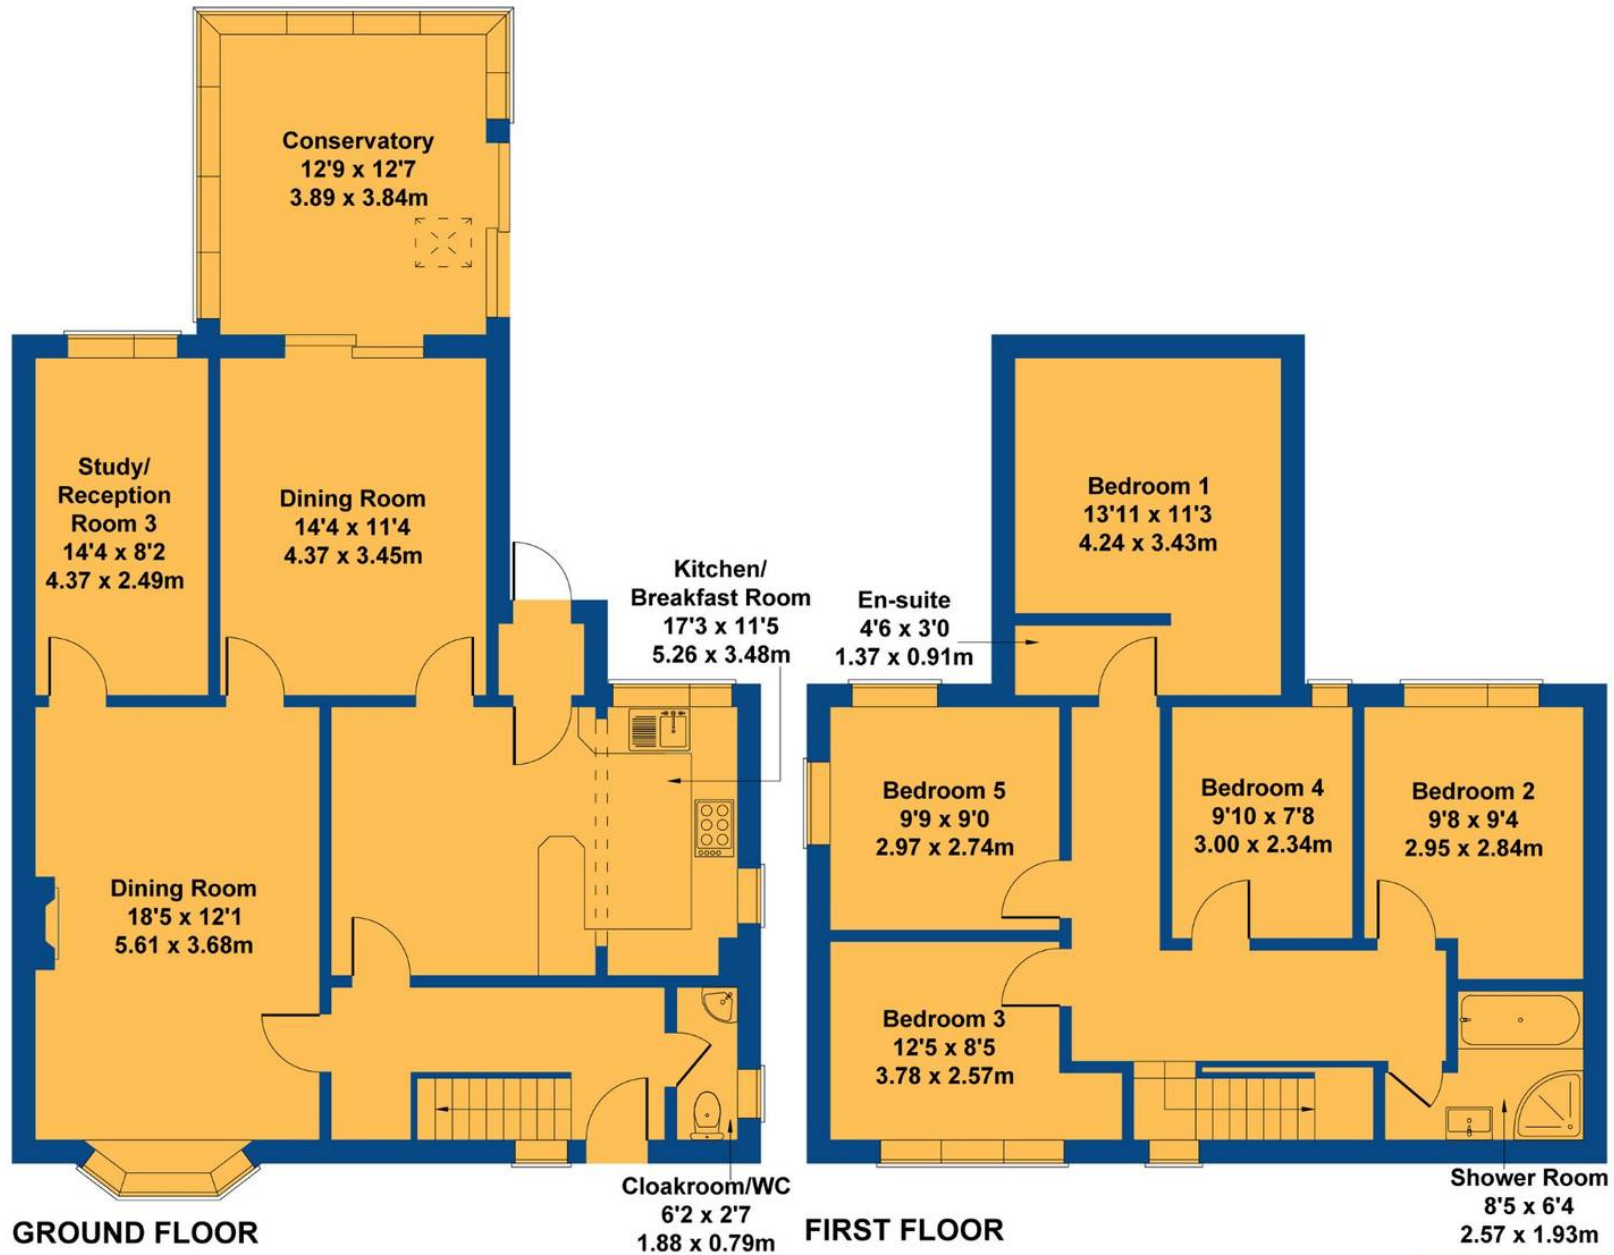 Conservatory
12'9 x 12'7
3.89 x 3.84m
Study/
Reception
Room 3
14'4 x 8'2
4.37 x 2.49m
Dining Room
14'4 x 11'4
4.37 x 3.45m
Kitchen/
Breakfast Room
17'3 x 11'5
5.26 x 3.48m
Dining Room
18'5 x 12'1
5.61 x 3.68m
Cloakroom/WC
6'2 x 2'7
1.88 x 0.79m
GROUND FLOOR
Bedroom 1
13'11 x 11'3
4.24 x 3.43m
En-suite
4'6 x 3'0
1.37 x 0.91m
Bedroom 5
9'9 x 9'0
2.97 x 2.74m
Bedroom 4
9'10 x 7'8
3.00 x 2.34m
Bedroom 2
9'8 x 9'4
2.95 x 2.84m
Bedroom 3
12'5 x 8'5
3.78 x 2.57m
Shower Room
8'5 x 6'4
2.57 x 1.93m
FIRST FLOOR